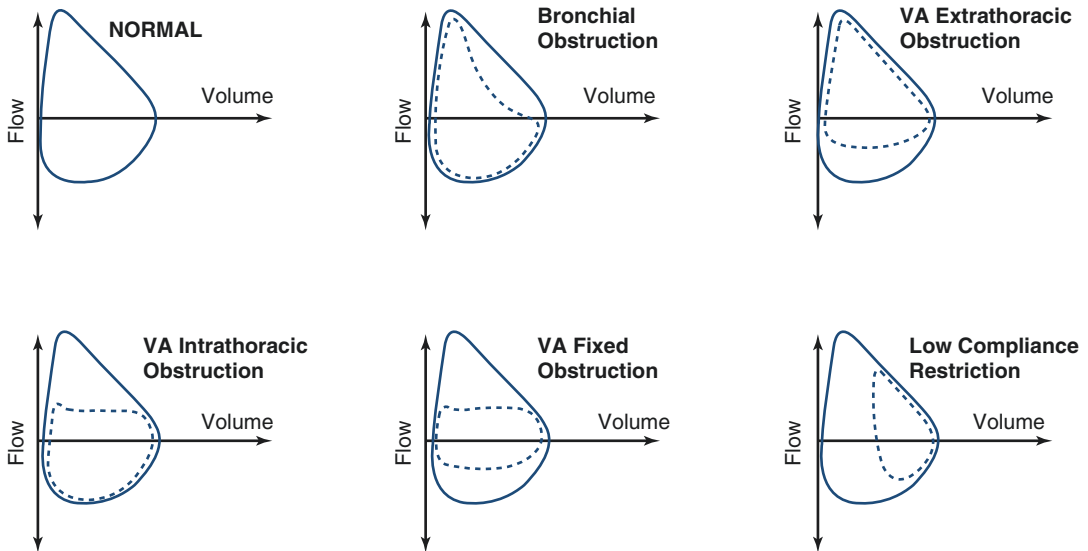 NORMAL
Volume
Flow
Bronchial
Obstruction
Volume
Flow
VA Extrathoracic
Obstruction
Volume
Flow
VA Intrathoracic
Obstruction
Volume
Flow
VA Fixed
Obstruction
Volume
Flow
Low Compliance
Restriction
Volume
Flow